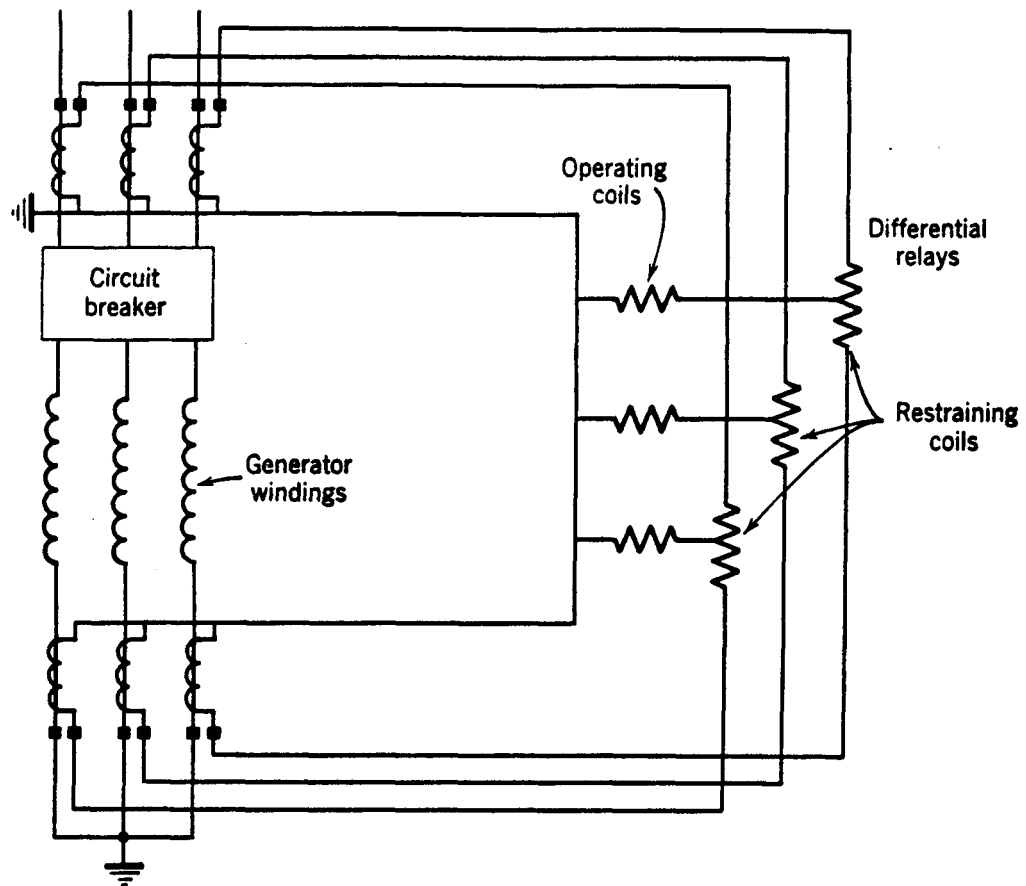 Operating
coils
Differential
relays
Circuit
breaker
Restraining
coils
Generator
windings